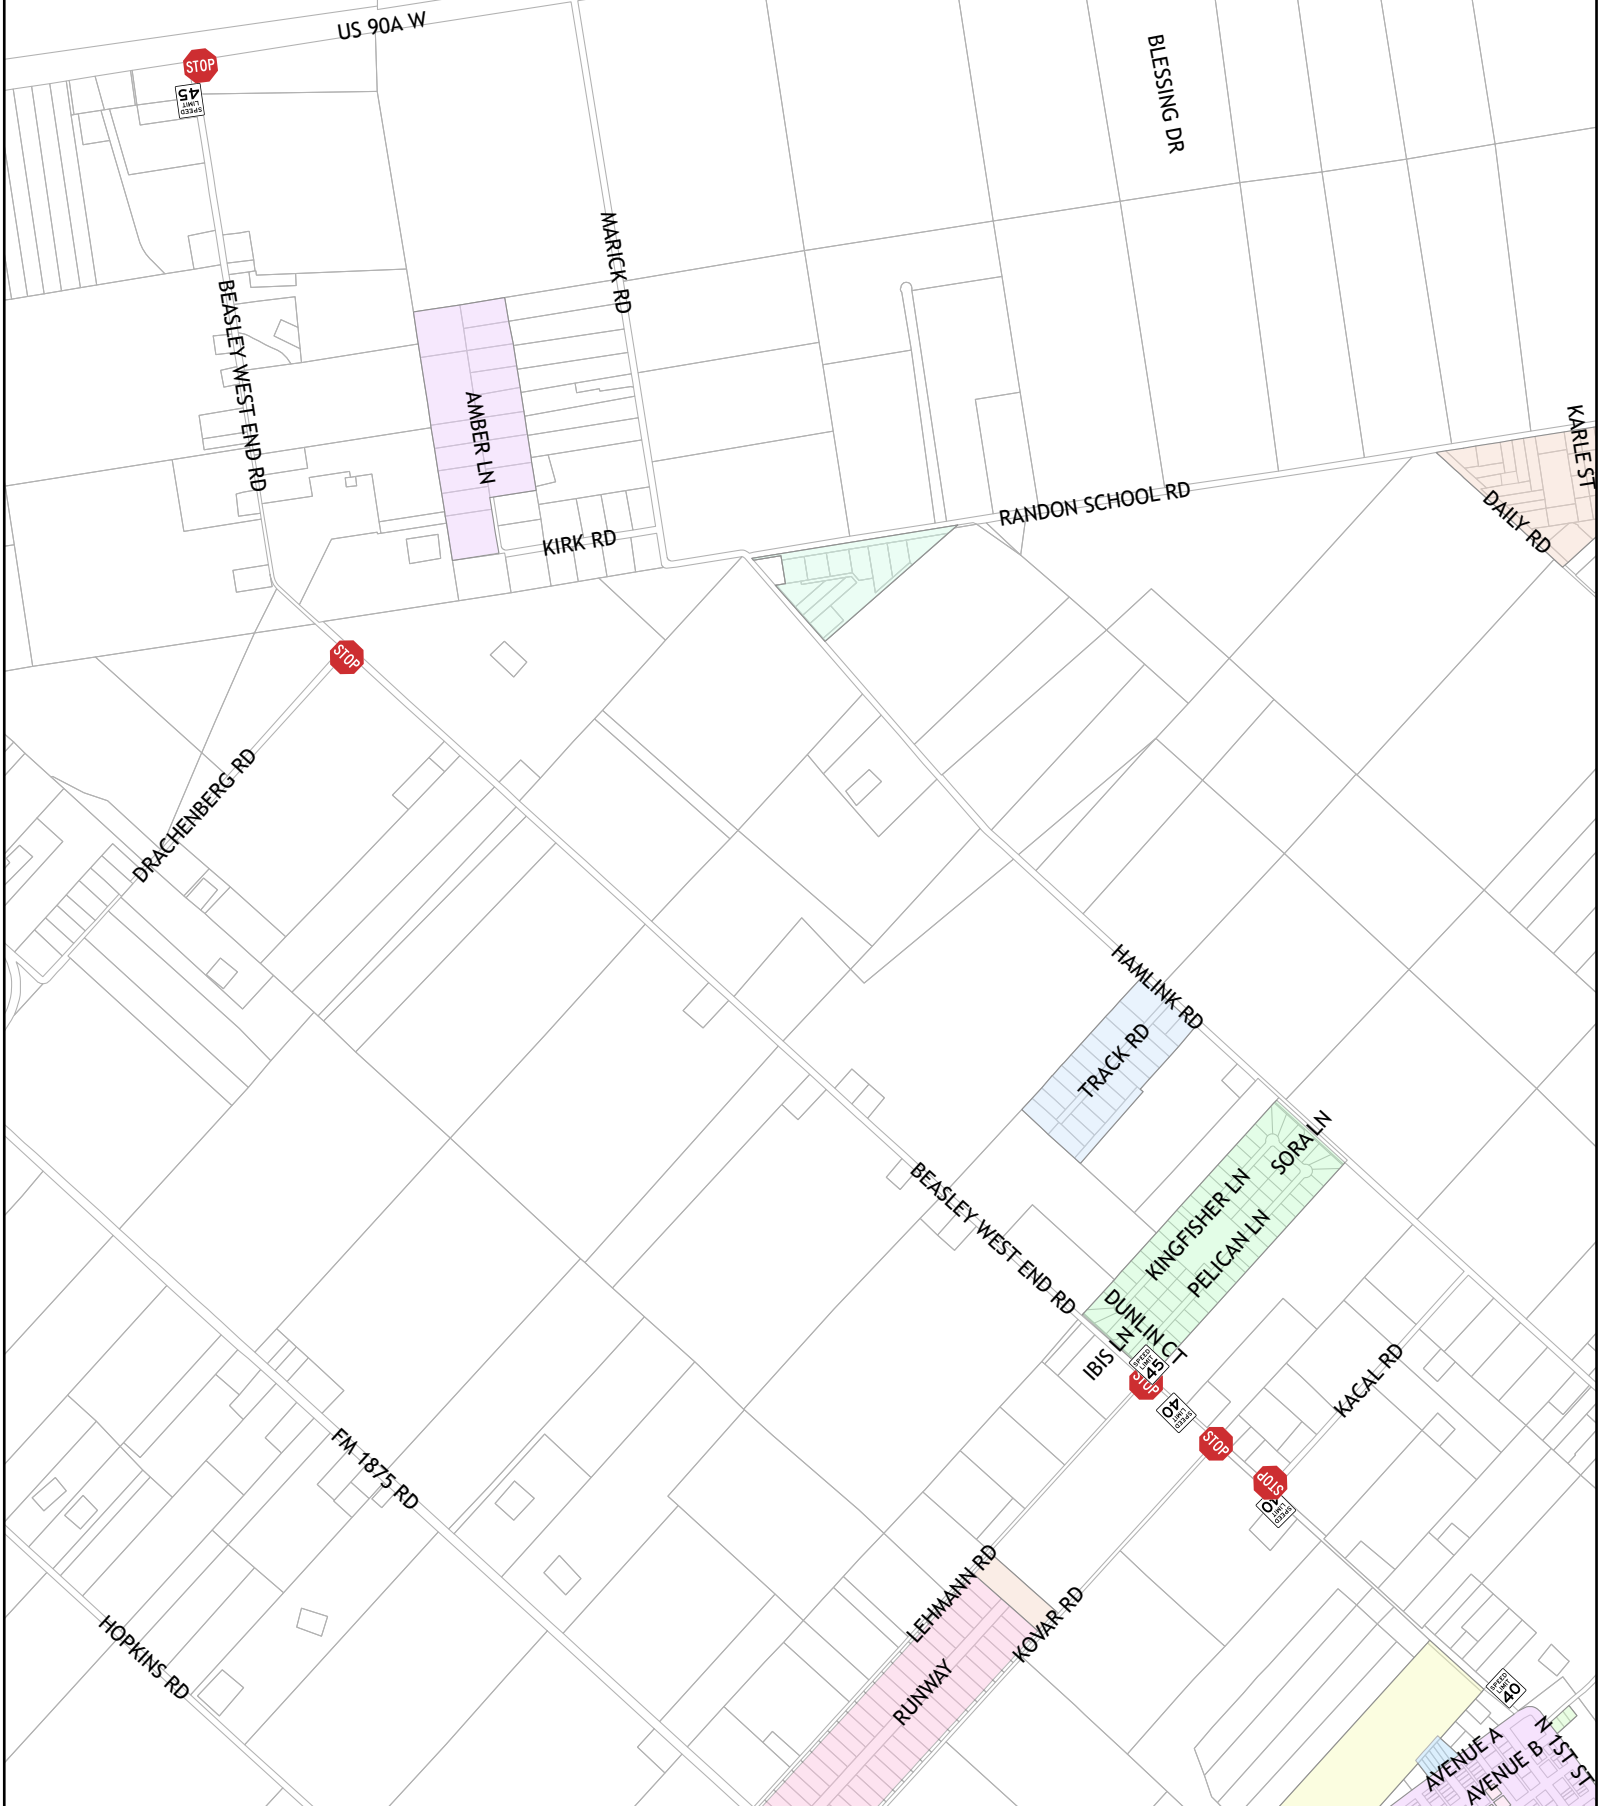 US 90A W
STOP
SPEED
LIMIT
45
BLESSING DR
MARICK RD
BEASLEY WEST END RD
AMBER LN
KARLE ST
RANDON SCHOOL RD
DAILY RD
KIRK RD
STOP
DRACHENBERG RD
HAMLINK RD
TRACK RD
SORA LN
KINGFISHER LN
PELICAN LN
BEASLEY WEST END RD
DUNLIN CT
IBIS LN
SPEED
LIMIT
45
STOP
SPEED
LIMIT
40
KACAL RD
STOP
STOP
SPEED
LIMIT
40
FM 1875 RD
LEHMANN RD
KOVAR RD
HOPKINS RD
RUNWAY
SPEED
LIMIT
40
N 1ST ST
AVENUE A
AVENUE B